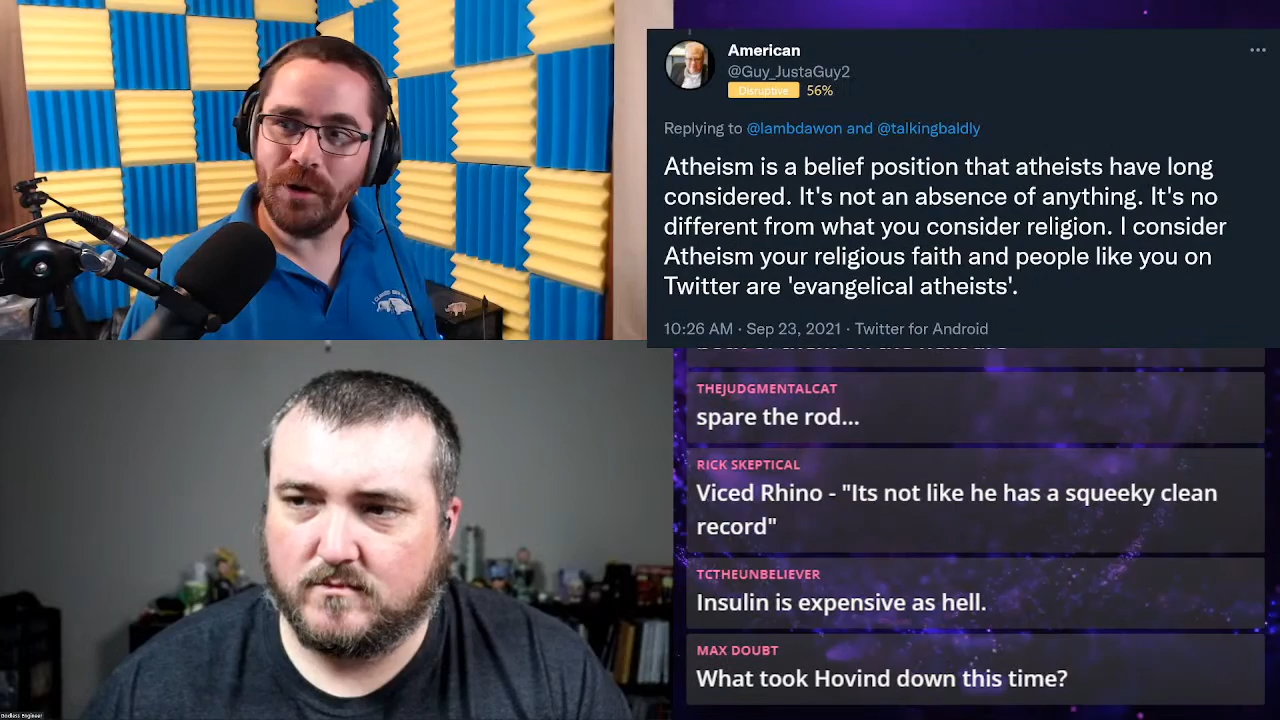 American
@Guy_JustaGuy2
Disruptive 56%
Replying to @lambdawon and @talkingbaldly
Atheism is a belief position that atheists have long
considered. It's not an absence of anything. It's no
different from what you consider religion. I consider
Atheism your religious faith and people like you on
Twitter are 'evangelical atheists'.
10:26 AM · Sep 23, 2021 · Twitter for Android
THEJUDGMENTALCAT
spare the rod...
RICK SKEPTICAL
Viced Rhino - "Its not like he has a squeeky clean
record"
TCTHEUNBELIEVER
Insulin is expensive as hell.
MAX DOUBT
What took Hovind down this time?
Godless Engineer